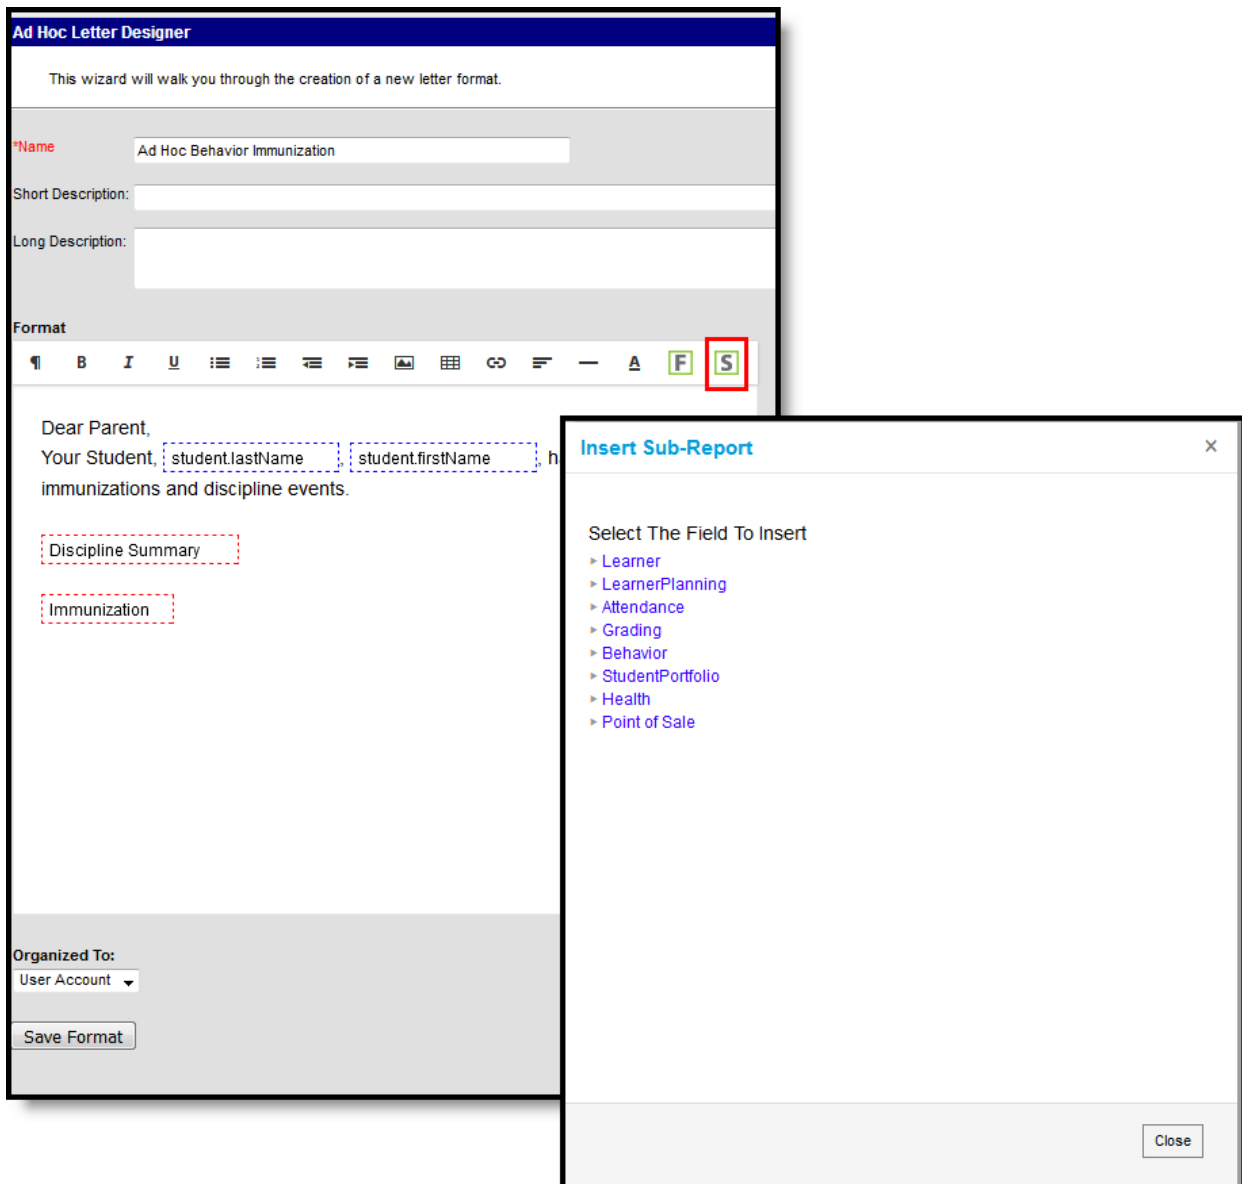 Ad Hoc Letter Designer
This wizard will walk you through the creation of a new letter format.
*Name
Ad Hoc Behavior Immunization
Short Description:
Long Description:
Format
¶ B I U A F S
Dear Parent,
Your Student, student.lastName , student.firstName , h
immunizations and discipline events.
Discipline Summary
Immunization
Organized To:
User Account
Save Format
Insert Sub-Report ×
Select The Field To Insert
Learner
LearnerPlanning
Attendance
Grading
Behavior
StudentPortfolio
Health
Point of Sale
Close